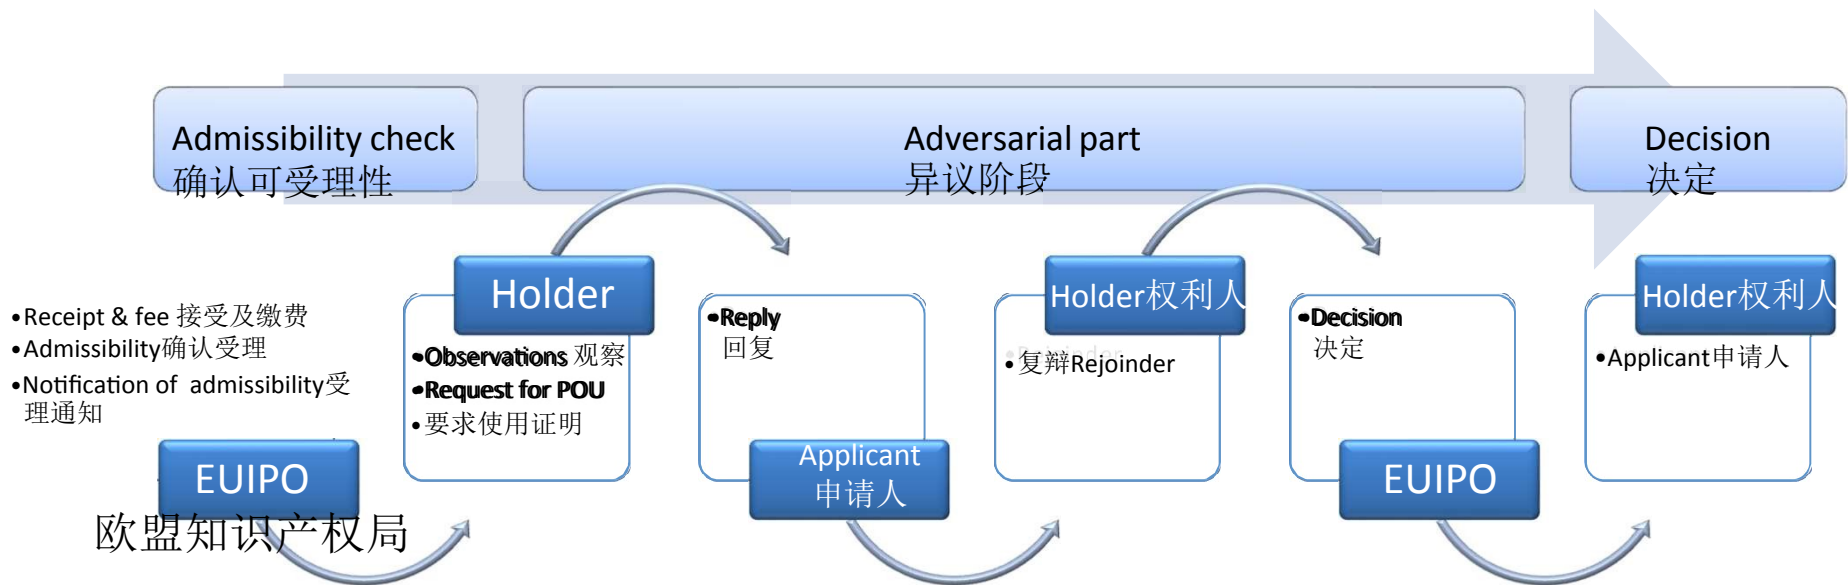 Admissibility check
确认可受理性
Adversarial part
异议阶段
Decision
决定
•Receipt & fee 接受及缴费
•Admissibility确认受理
•Notification of admissibility受
理通知
EUIPO
欧盟知识产权局
Holder
•Observations 观察
•Request for POU
•要求使用证明
•Reply
回复
Applicant
申请人
Holder权利人
•复辩Rejoinder
•Decision
决定
EUIPO
Holder权利人
•Applicant申请人